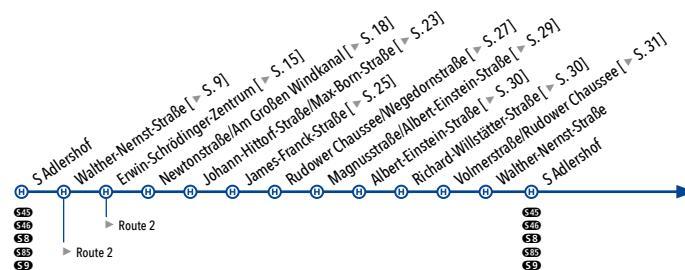 S Adlershof
Walther-Nernst-Straße [ ► S. 9]
Erwin-Schrödinger-Zentrum [ ► S. 15]
Newtonstraße/Am Großen Windkanal [ ► S. 18]
Johann-Hittorf-Straße/Max-Born-Straße [ ► S. 23]
James-Franck-Straße [ ► S. 25]
Rudower Chaussee/Wegedornstraße [ ► S. 27]
Magnusstraße/Albert-Einstein-Straße [ ► S. 29]
Albert-Einstein-Straße [ ► S. 30]
Richard-Willstätter-Straße [ ► S. 30]
Volmerstraße/Rudower Chaussee [ ► S. 31]
Walther-Nernst-Straße
S Adlershof
H H H H H H H H H H H H H
S45
S46
S8
S85
S9
► Route 2
► Route 2
S45
S46
S8
S85
S9